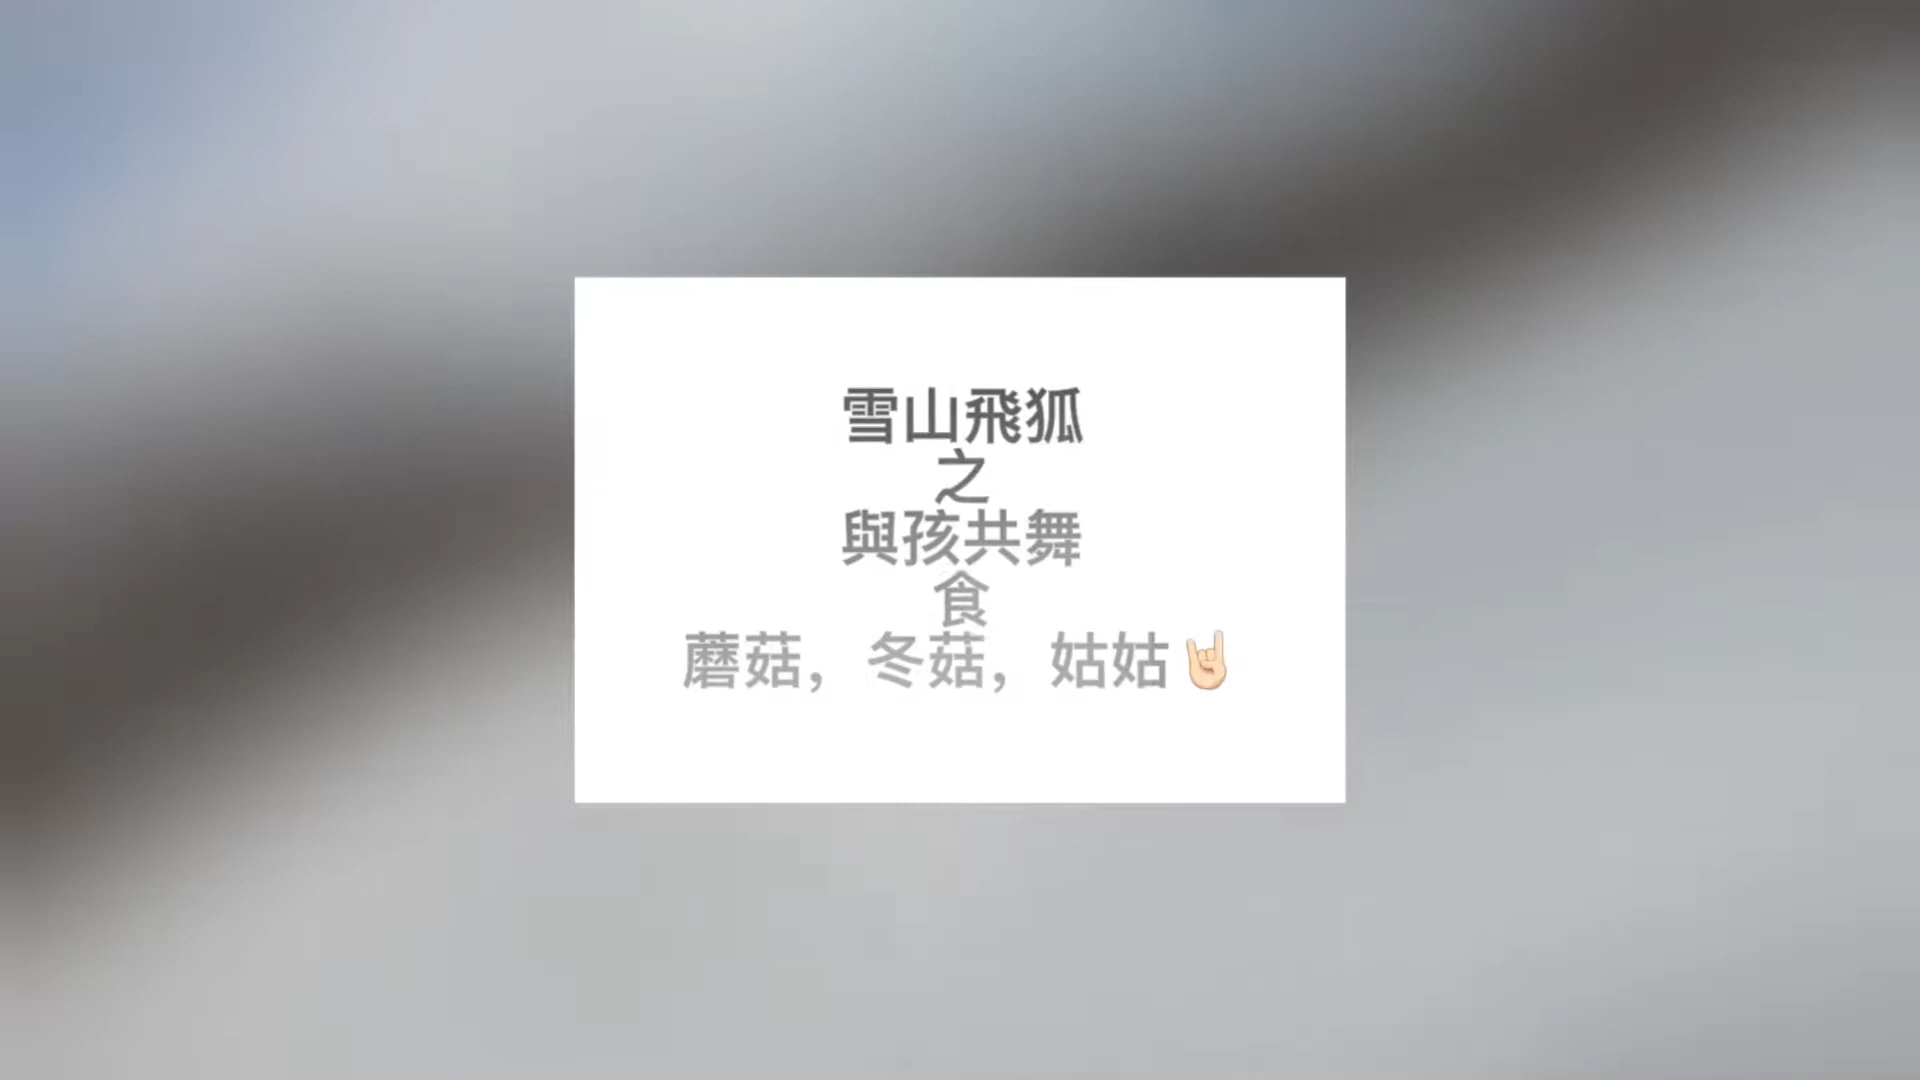 雪山飛狐
之
與孩共舞
食
蘑菇，冬菇，姑姑🤘🏻